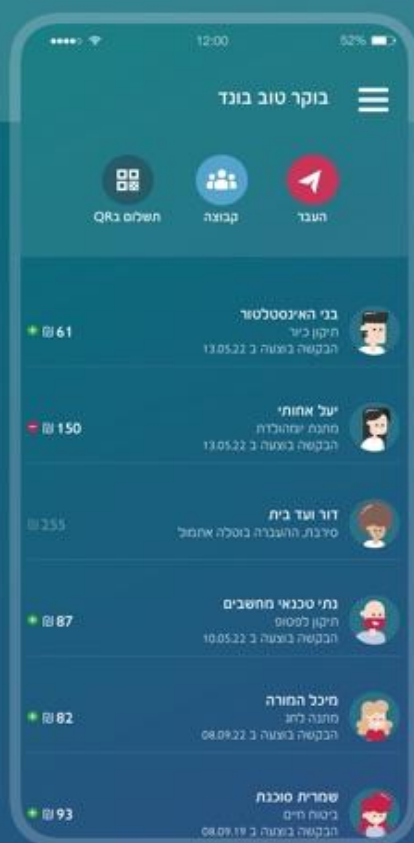 12:00
52%
בוקר טוב בונד
העבר
קבוצה
תשלום בQR
בני האינסטלטור
תיקון כיור
הבקשה בוצעה ב 13.05.22
₪ 61
יעל אחותי
מתנת יומהולדת
הבקשה בוצעה ב 13.05.22
₪ 150
דור ועד בית
סירבת, ההעברה בוטלה אתמול
₪ 255
נתי טכנאי מחשבים
תיקון לפטופ
הבקשה בוצעה ב 10.05.22
₪ 87
מיכל המורה
מתנה לחג
הבקשה בוצעה ב 08.09.22
₪ 82
שמרית סוכנת
ביטוח חיים
הבקשה בוצעה ב 08.09.19
₪ 93